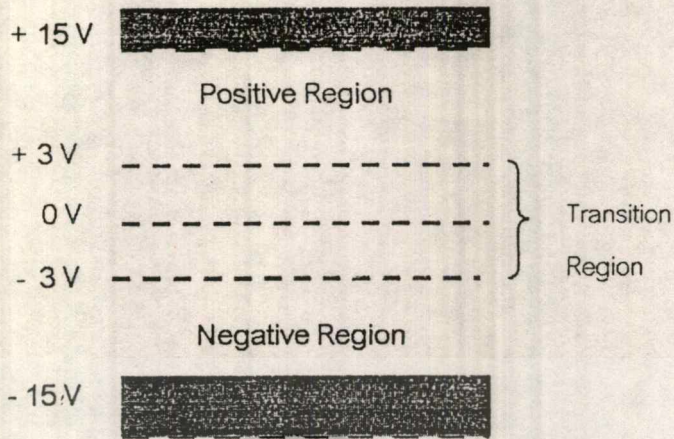 + 15 V
Positive Region
+ 3 V
0 V
Transition
- 3 V
Region
Negative Region
- 15 V